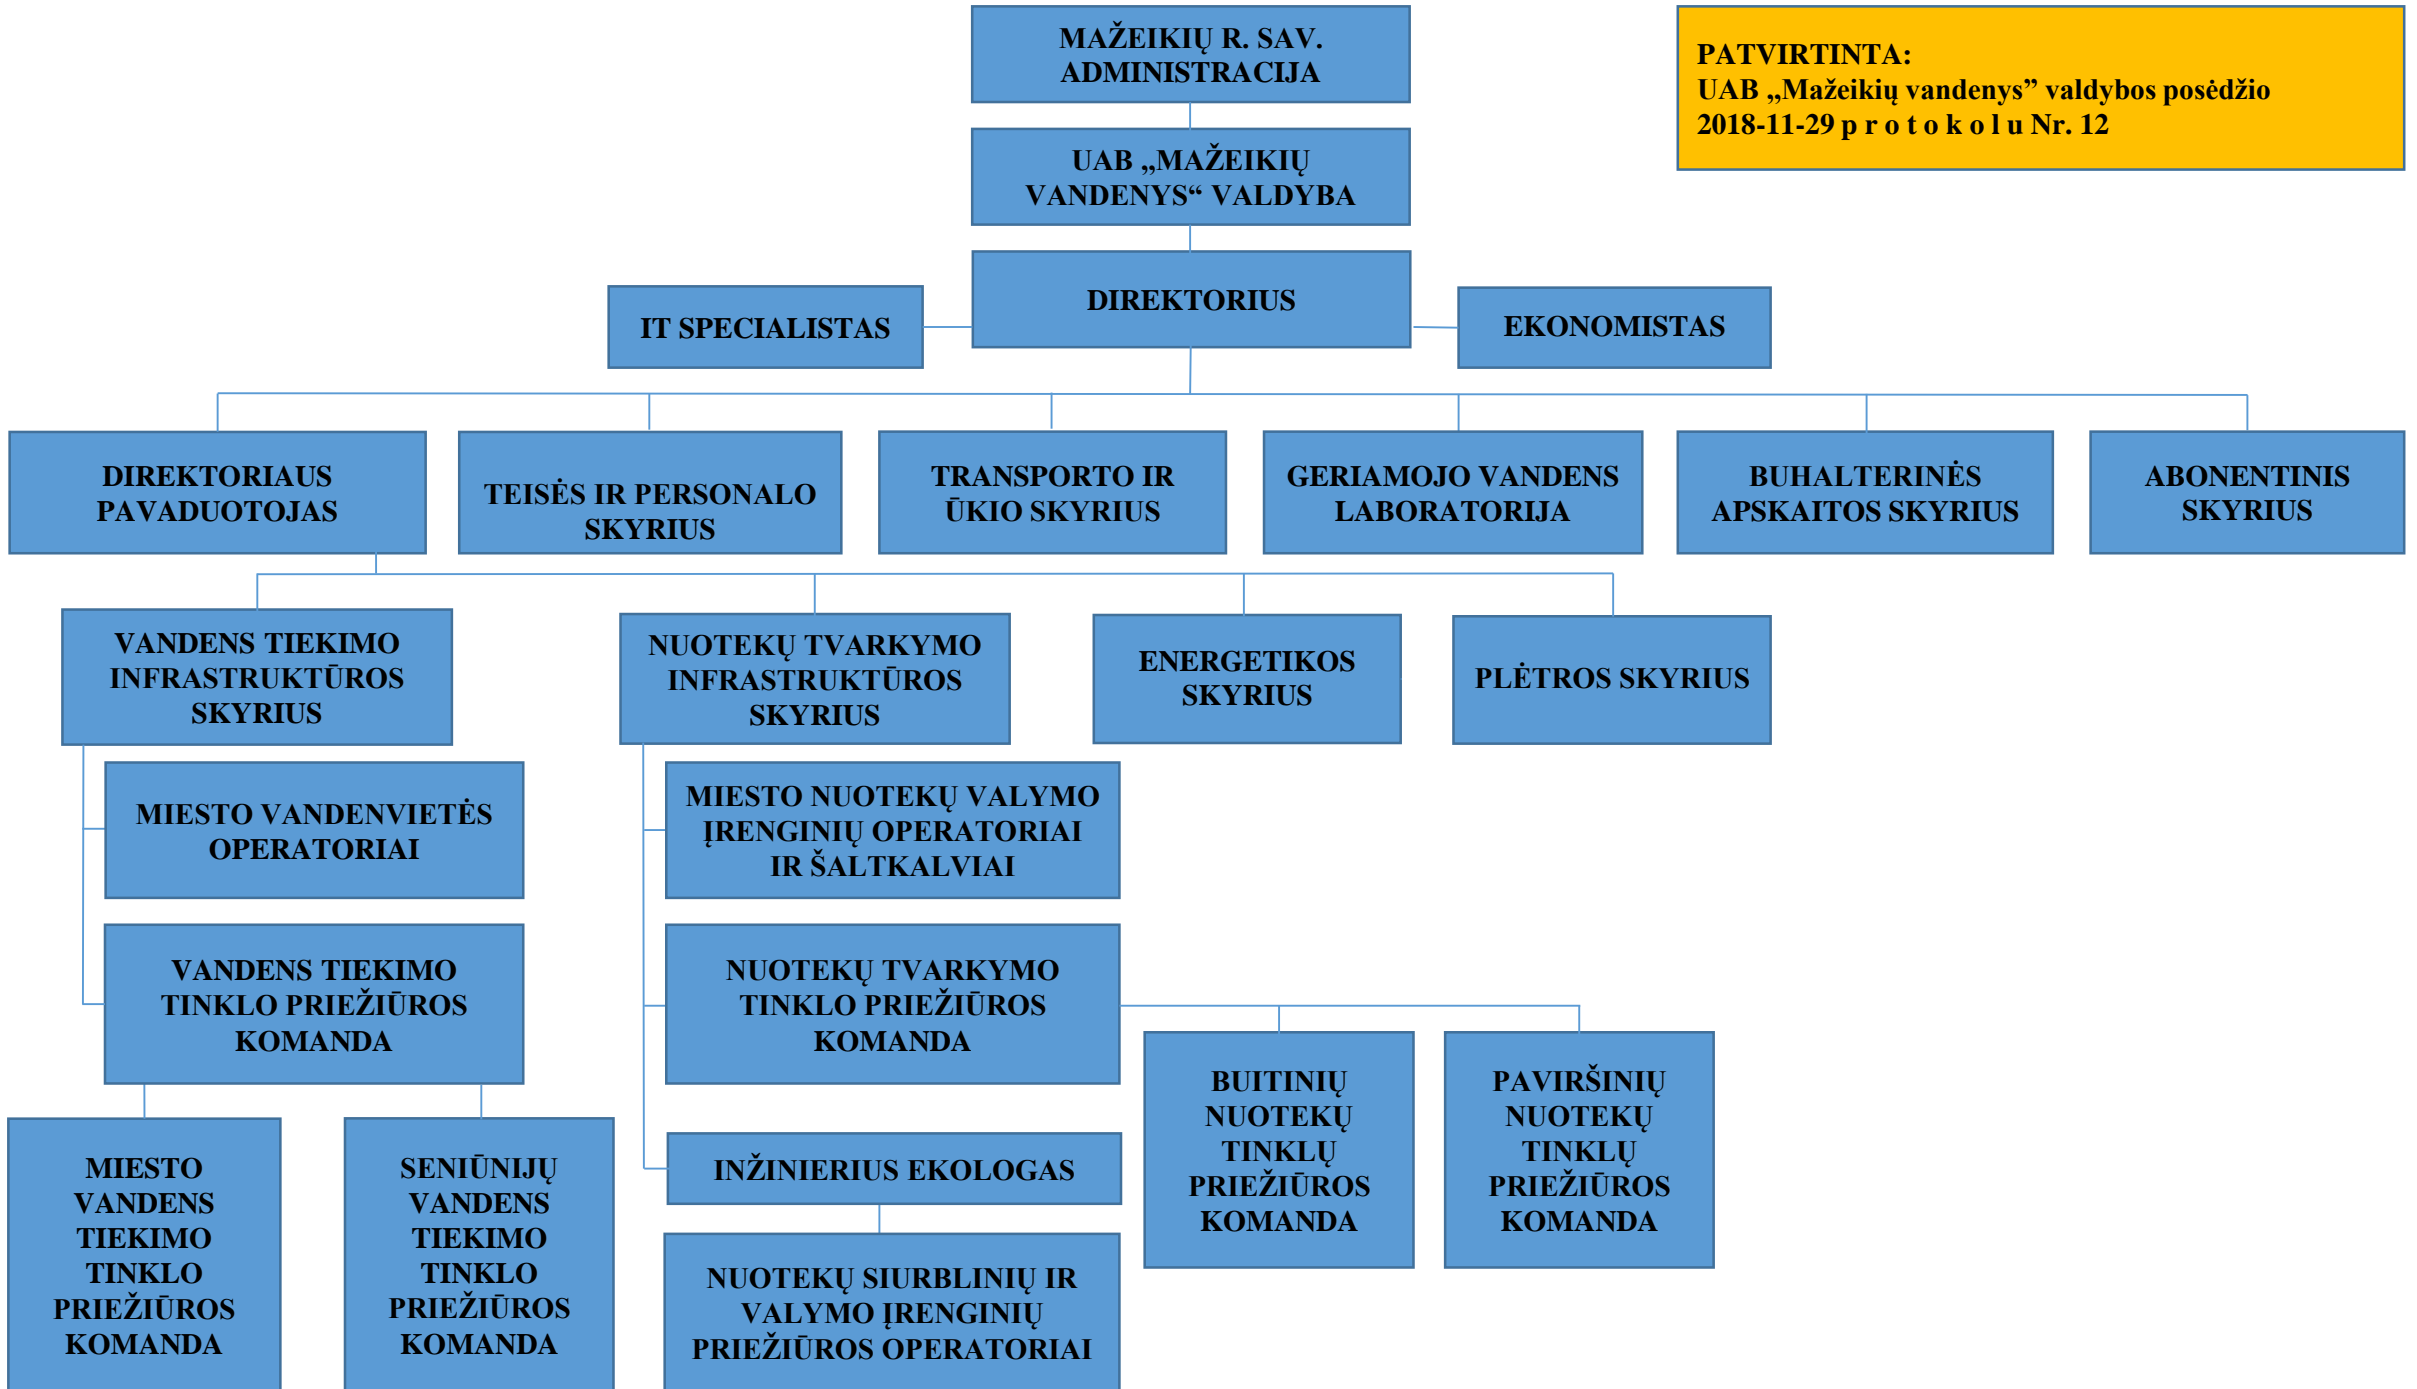 MAŽEIKIŲ R. SAV.
ADMINISTRACIJA
PATVIRTINTA:
UAB „Mažeikių vandenys” valdybos posėdžio
2018-11-29 p r o t o k o l u Nr. 12
UAB „MAŽEIKIŲ
VANDENYS“ VALDYBA
DIREKTORIUS
IT SPECIALISTAS
EKONOMISTAS
DIREKTORIAUS
PAVADUOTOJAS
TEISĖS IR PERSONALO
SKYRIUS
TRANSPORTO IR
ŪKIO SKYRIUS
GERIAMOJO VANDENS
LABORATORIJA
BUHALTERINĖS
APSKAITOS SKYRIUS
ABONENTINIS
SKYRIUS
VANDENS TIEKIMO
INFRASTRUKTŪROS
SKYRIUS
NUOTEKŲ TVARKYMO
INFRASTRUKTŪROS
SKYRIUS
ENERGETIKOS
SKYRIUS
PLĖTROS SKYRIUS
MIESTO VANDENVIETĖS
OPERATORIAI
MIESTO NUOTEKŲ VALYMO
ĮRENGINIŲ OPERATORIAI
IR ŠALTKALVIAI
VANDENS TIEKIMO
TINKLO PRIEŽIŪROS
KOMANDA
NUOTEKŲ TVARKYMO
TINKLO PRIEŽIŪROS
KOMANDA
BUITINIŲ
NUOTEKŲ
TINKLŲ
PRIEŽIŪROS
KOMANDA
PAVIRŠINIŲ
NUOTEKŲ
TINKLŲ
PRIEŽIŪROS
KOMANDA
MIESTO
VANDENS
TIEKIMO
TINKLO
PRIEŽIŪROS
KOMANDA
SENIŪNIJŲ
VANDENS
TIEKIMO
TINKLO
PRIEŽIŪROS
KOMANDA
INŽINIERIUS EKOLOGAS
NUOTEKŲ SIURBLINIŲ IR
VALYMO ĮRENGINIŲ
PRIEŽIŪROS OPERATORIAI